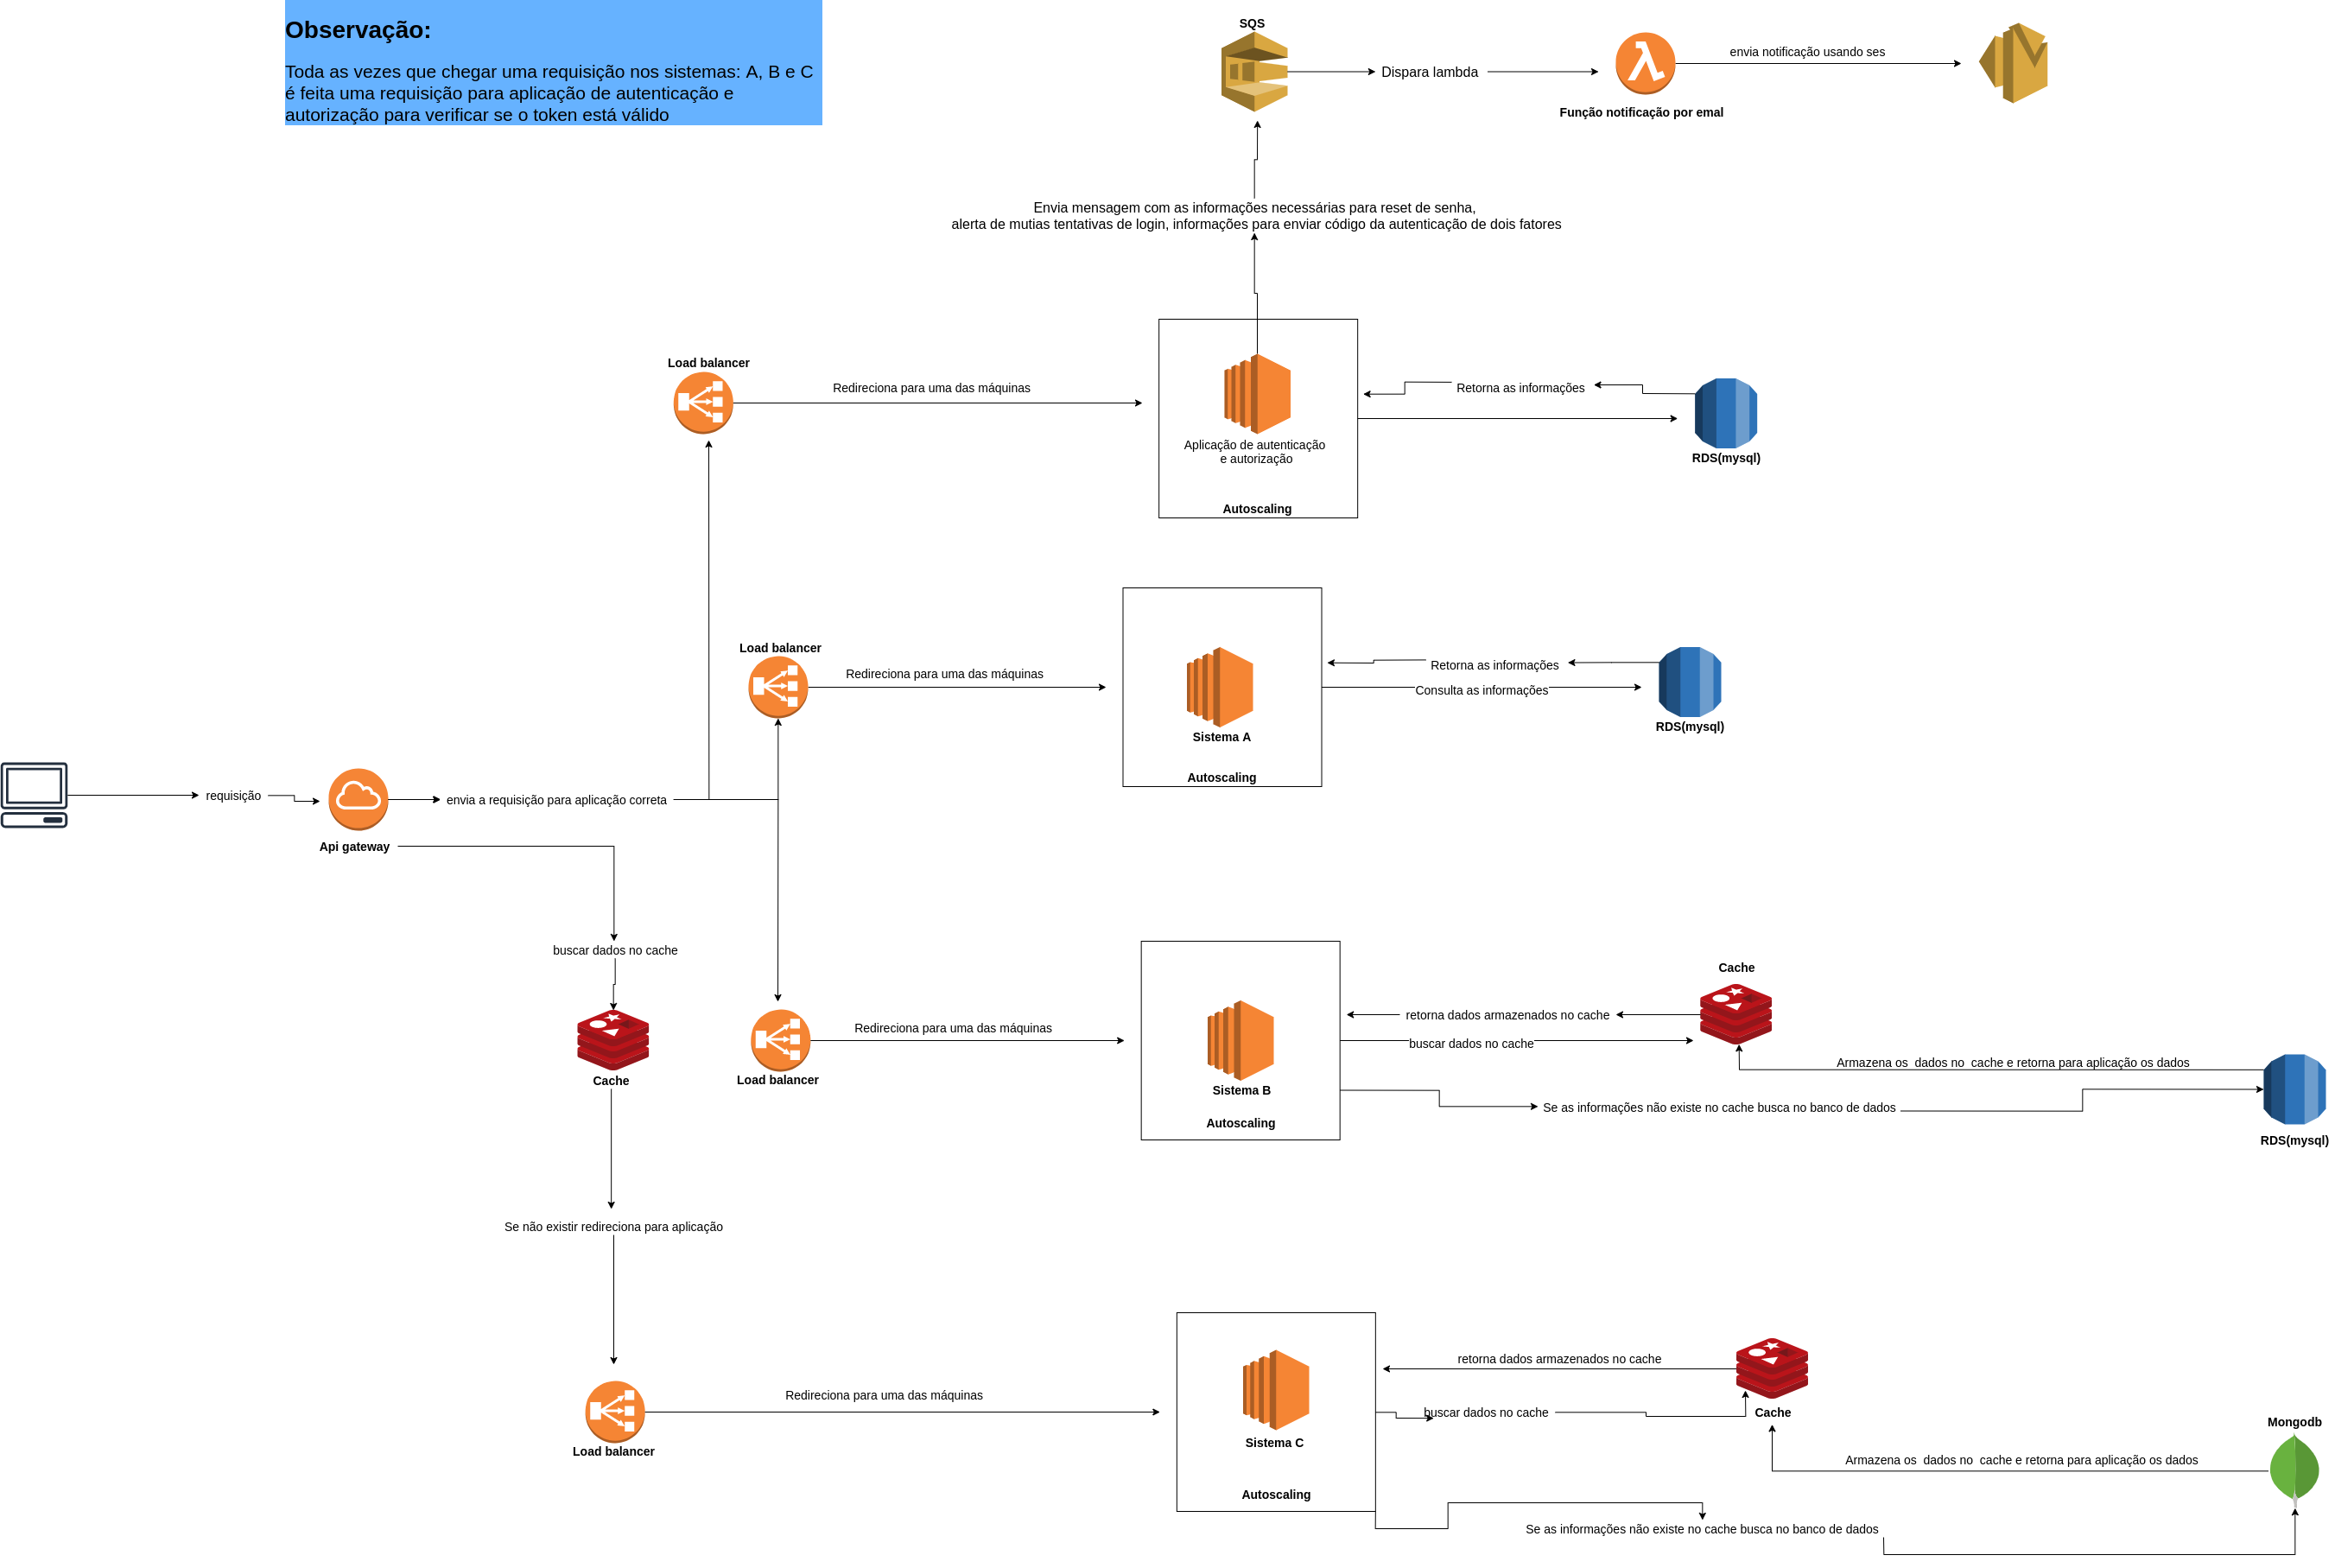 Observação:
Toda as vezes que chegar uma requisição nos sistemas: A, B e C
é feita uma requisição para aplicação de autenticação e
autorização para verificar se o token está válido
SQS
Dispara lambda
envia notificação usando ses
Função notificação por emal
Envia mensagem com as informações necessárias para reset de senha,
alerta de mutias tentativas de login, informações para enviar código da autenticação de dois fatores
Load balancer
Redireciona para uma das máquinas
Aplicação de autenticação
e autorização
Autoscaling
Retorna as informações
RDS(mysql)
Load balancer
Redireciona para uma das máquinas
Sistema A
Autoscaling
Retorna as informações
Consulta as informações
RDS(mysql)
requisição
Api gateway
envia a requisição para aplicação correta
buscar dados no cache
Cache
Load balancer
Redireciona para uma das máquinas
Sistema B
Autoscaling
Cache
retorna dados armazenados no cache
buscar dados no cache
Armazena os  dados no  cache e retorna para aplicação os dados
Se as informações não existe no cache busca no banco de dados
RDS(mysql)
Se não existir redireciona para aplicação
Load balancer
Redireciona para uma das máquinas
Sistema C
Autoscaling
retorna dados armazenados no cache
buscar dados no cache
Cache
Mongodb
Armazena os  dados no  cache e retorna para aplicação os dados
Se as informações não existe no cache busca no banco de dados